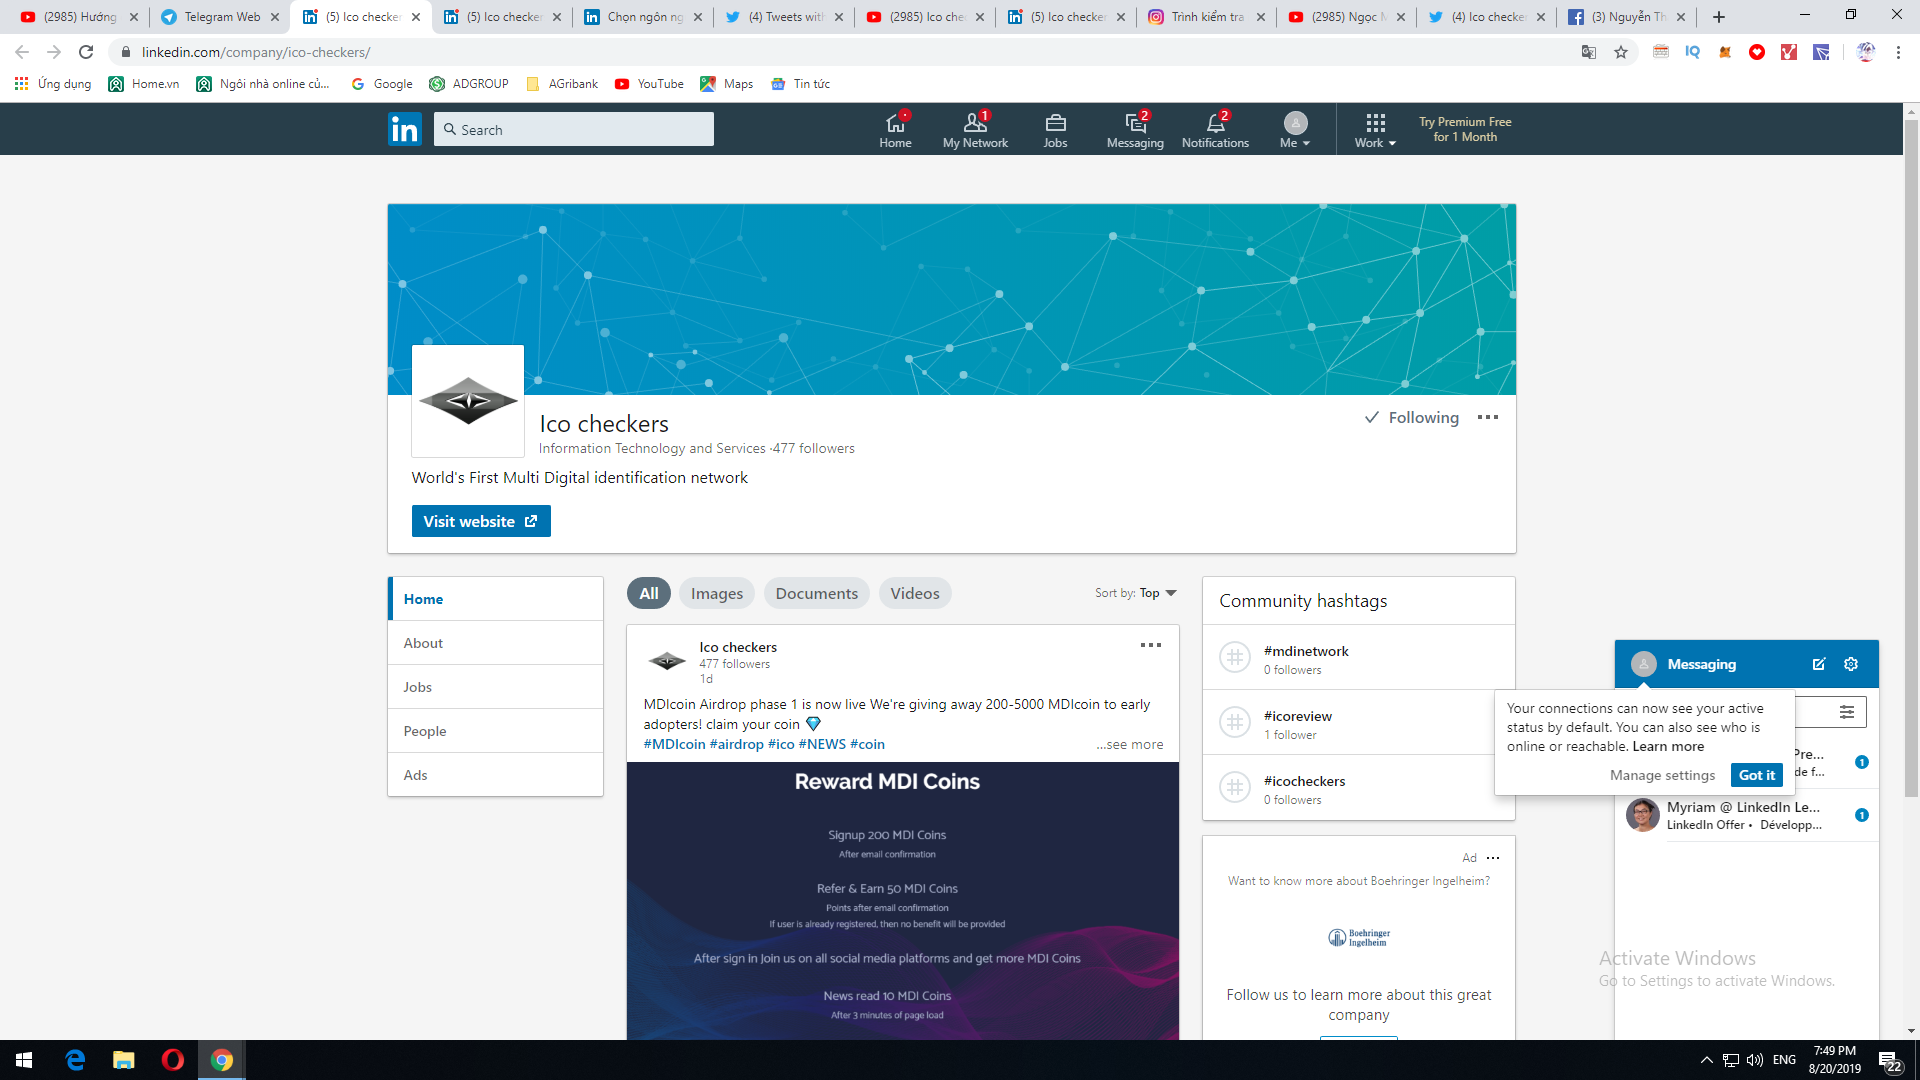 (2985) Hướng
Telegram Web
(5) Ico checker
(5) Ico checker
Chọn ngôn ng
(4) Tweets with
(2985) Ico che
(5) Ico checker
Trình kiểm tra
(2985) Ngọc M
(4) Ico checke
(3) Nguyễn Th
linkedin.com/company/ico-checkers/
Ứng dụng
Home.vn
Ngôi nhà online củ...
Google
ADGROUP
AGribank
YouTube
Maps
Tin tức
Search
Home
My Network
1
Jobs
Messaging
2
Notifications
2
Me
Work
Try Premium Free
for 1 Month
Ico checkers
Information Technology and Services ·477 followers
Following
World's First Multi Digital identification network
Visit website
Home
About
Jobs
People
Ads
All
Images
Documents
Videos
Sort by: Top
Ico checkers
477 followers
1d
MDIcoin Airdrop phase 1 is now live We're giving away 200-5000 MDIcoin to early
adopters! claim your coin 💎
#MDIcoin #airdrop #ico #NEWS #coin
...see more
Reward MDI Coins
Signup 200 MDI Coins
After email confirmation
Refer & Earn 50 MDI Coins
Points after email confirmation
If user is already registered, then no benefit will be provided
After sign in Join us on all social media platforms and get more MDI Coins
News read 10 MDI Coins
After 3 minutes of page load
Community hashtags
#mdinetwork
0 followers
#icoreview
1 follower
#icocheckers
0 followers
Ad
Want to know more about Boehringer Ingelheim?
Boehringer
Ingelheim
Follow us to learn more about this great
company
Messaging
Your connections can now see your active
status by default. You can also see who is
online or reachable. Learn more
Manage settings
Got it
Pre...
de f...
1
Myriam @ LinkedIn Le...
LinkedIn Offer • Développ...
1
Activate Windows
Go to Settings to activate Windows.
ENG
7:49 PM
8/20/2019
22